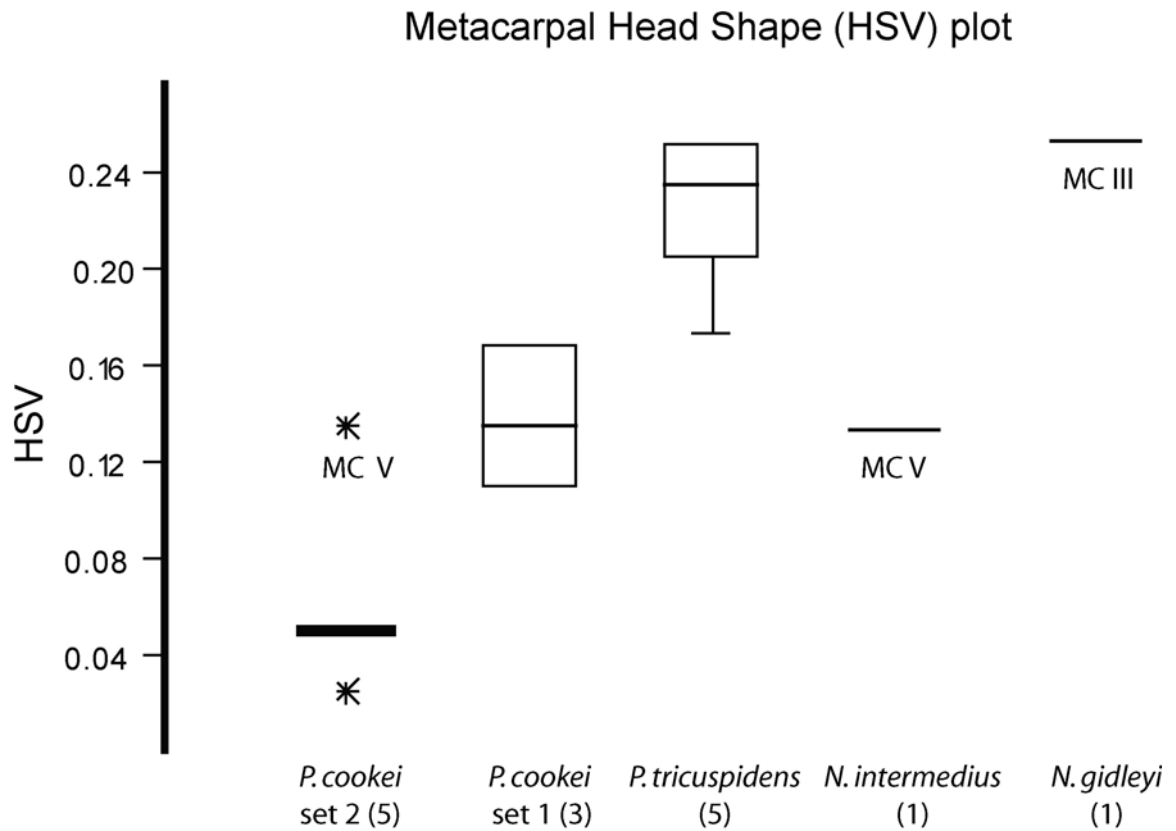 Metacarpal Head Shape (HSV) plot
HSV
0.24
0.20
0.16
0.12
0.08
0.04
MC V
MC V
MC III
P. cookei set 2 (5)
P. cookei set 1 (3)
P. tricuspidens (5)
N. intermedius (1)
N. gidleyi (1)